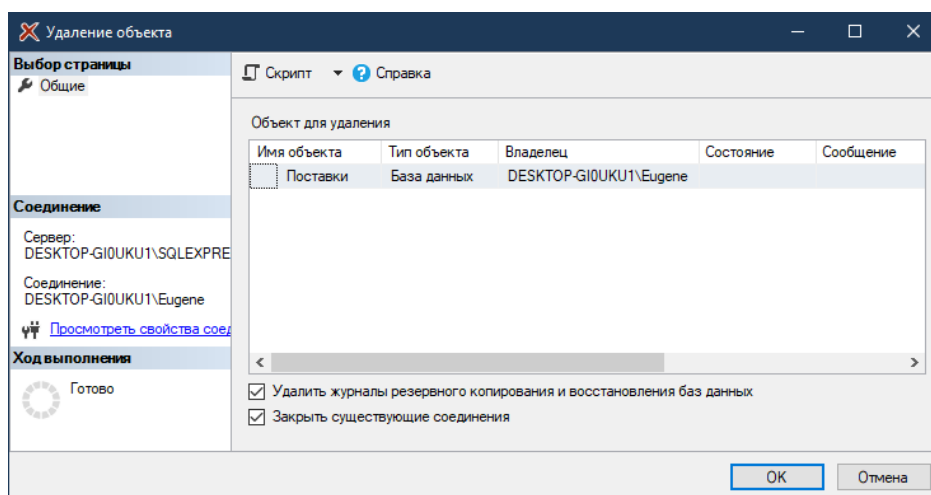 Удаление объекта
Выбор страницы
Общие
Скрипт Справка
Объект для удаления
Имя объекта Тип объекта Владелец Состояние Сообщение
Поставки База данных DESKTOP-GI0UKU1\Eugene
Соединение
Сервер:
DESKTOP-GI0UKU1\SQLEXPRE
Соединение:
DESKTOP-GI0UKU1\Eugene
Просмотреть свойства соед
Ход выполнения
Готово
Удалить журналы резервного копирования и восстановления баз данных
Закрыть существующие соединения
OK Отмена